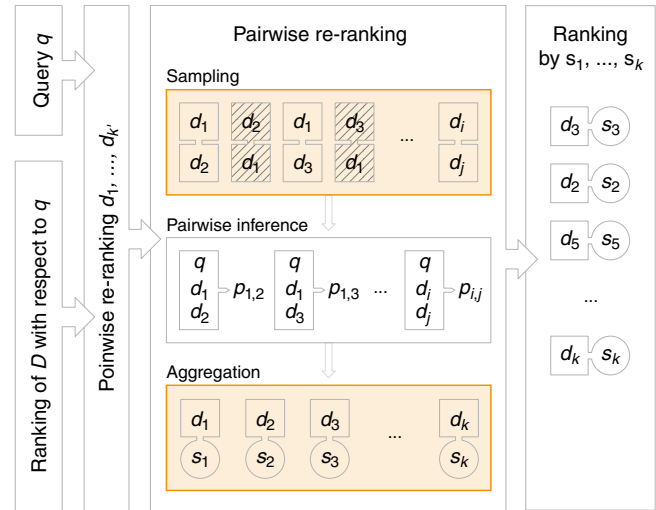 Query q
Ranking of D with respect to q
Poinwise re-ranking d1, ..., dk'
Pairwise re-ranking
Sampling
d1 d2 d1 d3 ... di
d2 d1 d3 d1 dj
Pairwise inference
q q q
d1 p1,2 d1 p1,3 ... di pi,j
d2 d3 dj
Aggregation
d1 d2 d3 ... dk
s1 s2 s3 sk
Ranking
by s1, ..., sk
d3 s3
d2 s2
d5 s5
...
dk sk